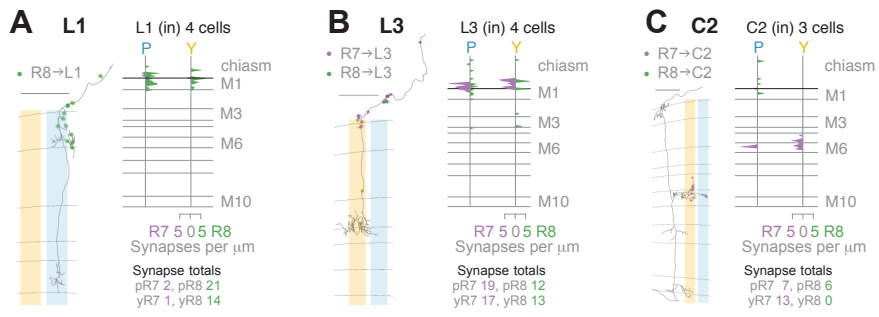 A L1
L1 (in) 4 cells
P Y
R8→L1
chiasm
M1
M3
M6
M10
R7 5 0 5 R8
Synapses per μm
Synapse totals
pR7 2, pR8 21
yR7 1, yR8 14
B L3
L3 (in) 4 cells
P Y
R7→L3
R8→L3
chiasm
M1
M3
M6
M10
R7 5 0 5 R8
Synapses per μm
Synapse totals
pR7 19, pR8 12
yR7 17, yR8 13
C C2
C2 (in) 3 cells
P Y
R7→C2
R8→C2
chiasm
M1
M3
M6
M10
R7 5 0 5 R8
Synapses per μm
Synapse totals
pR7 7, pR8 6
yR7 13, yR8 0